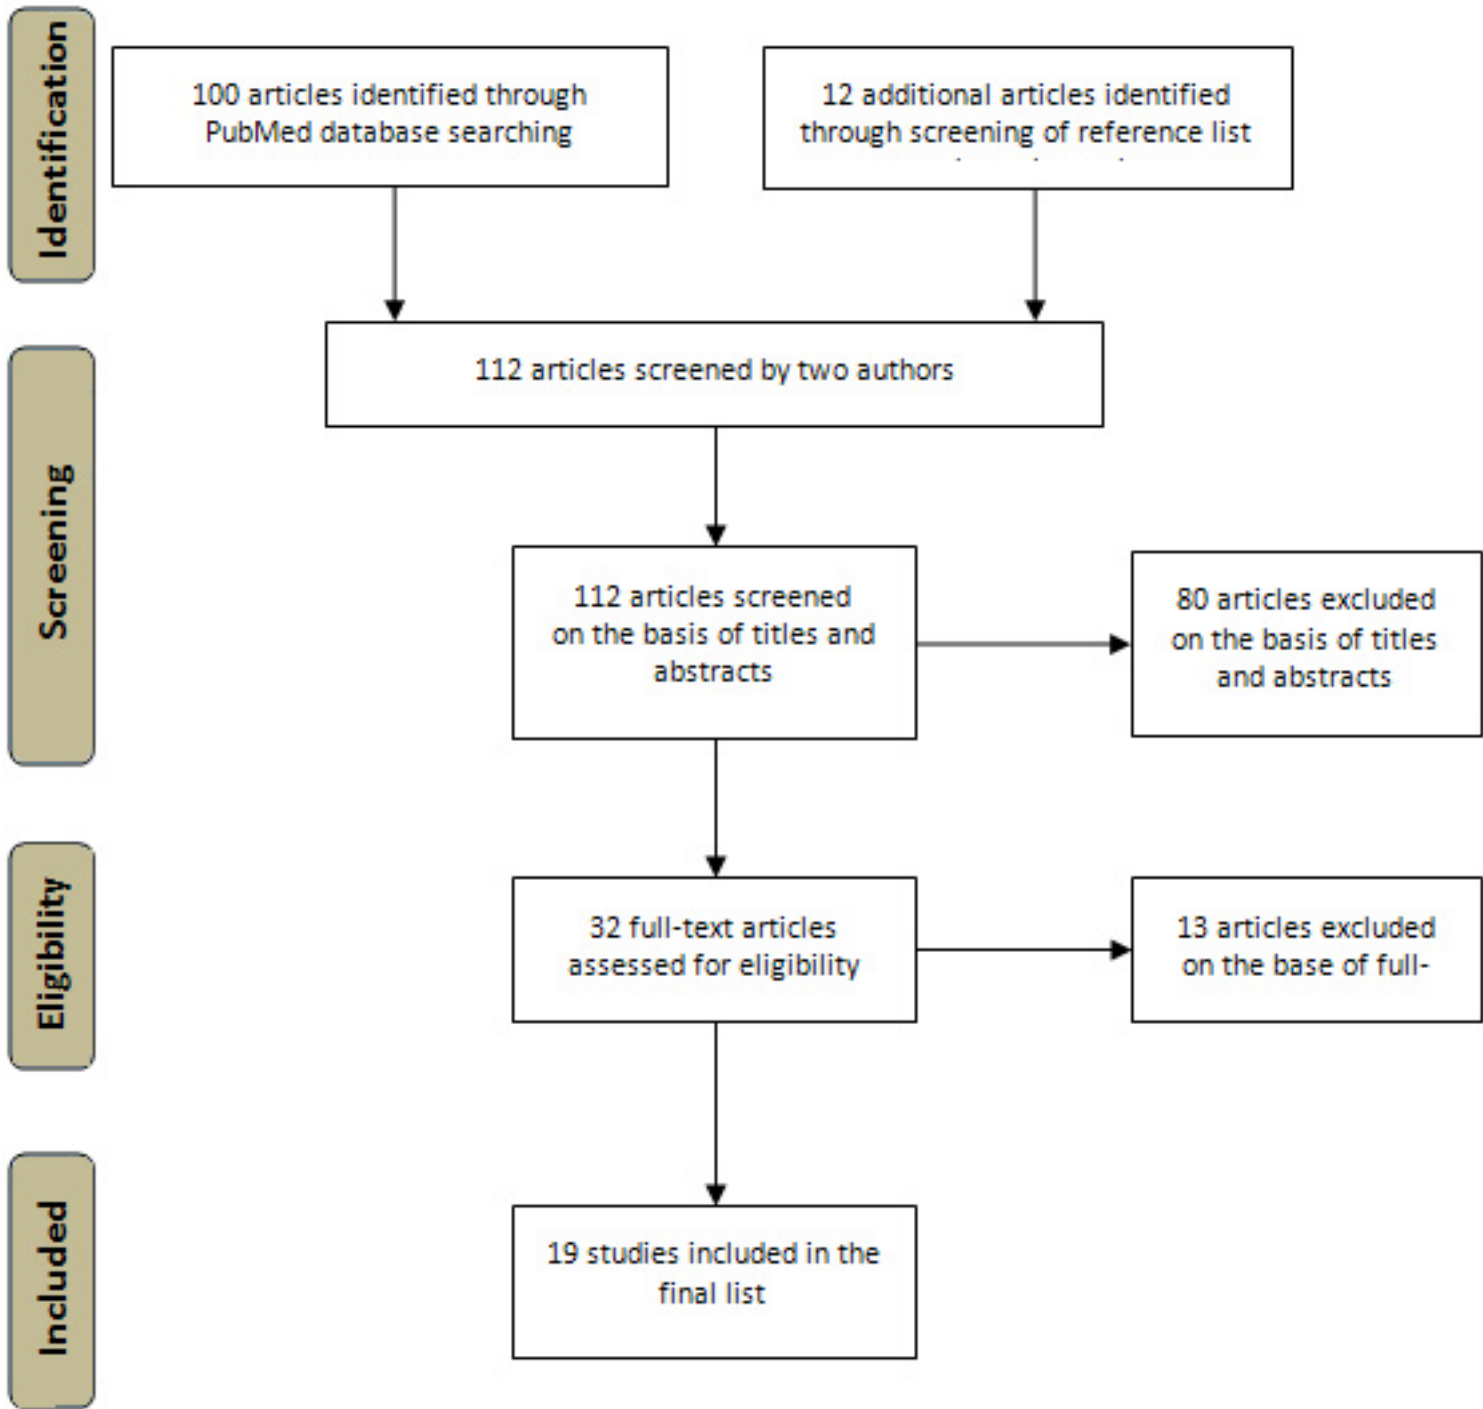 Identification
100 articles identified through
PubMed database searching
12 additional articles identified
through screening of reference list
112 articles screened by two authors
Screening
112 articles screened
on the basis of titles and
abstracts
80 articles excluded
on the basis of titles
and abstracts
Eligibility
32 full-text articles
assessed for eligibility
13 articles excluded
on the base of full-
Included
19 studies included in the
final list